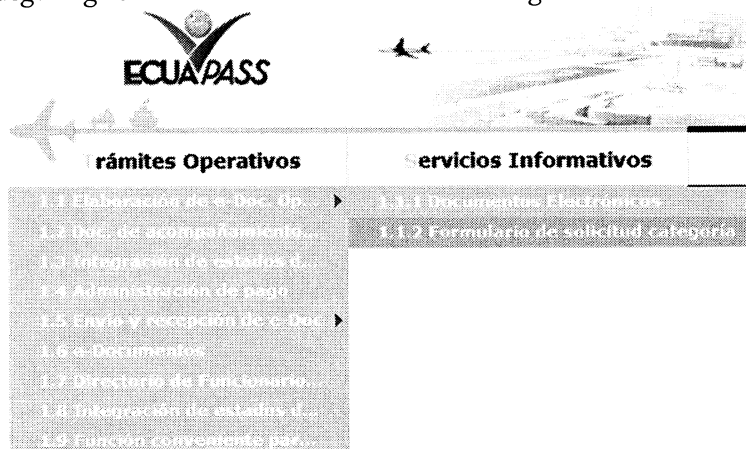 ECUAPASS
Trámites Operativos
Servicios Informativos
1.1 Elaboración de e-Doc. Op...
1.1.1 Documentos Electrónicos
1.2 Doc. de acompañamiento...
1.1.2 Formulario de solicitud categoría
1.3 Integración de estados d...
1.4 Administración de pago
1.5 Envío y recepción de e-Doc
1.6 e-Documentos
1.7 Directorio de Funcionario...
1.8 Integración de estados d...
1.9 Función conveniente par...